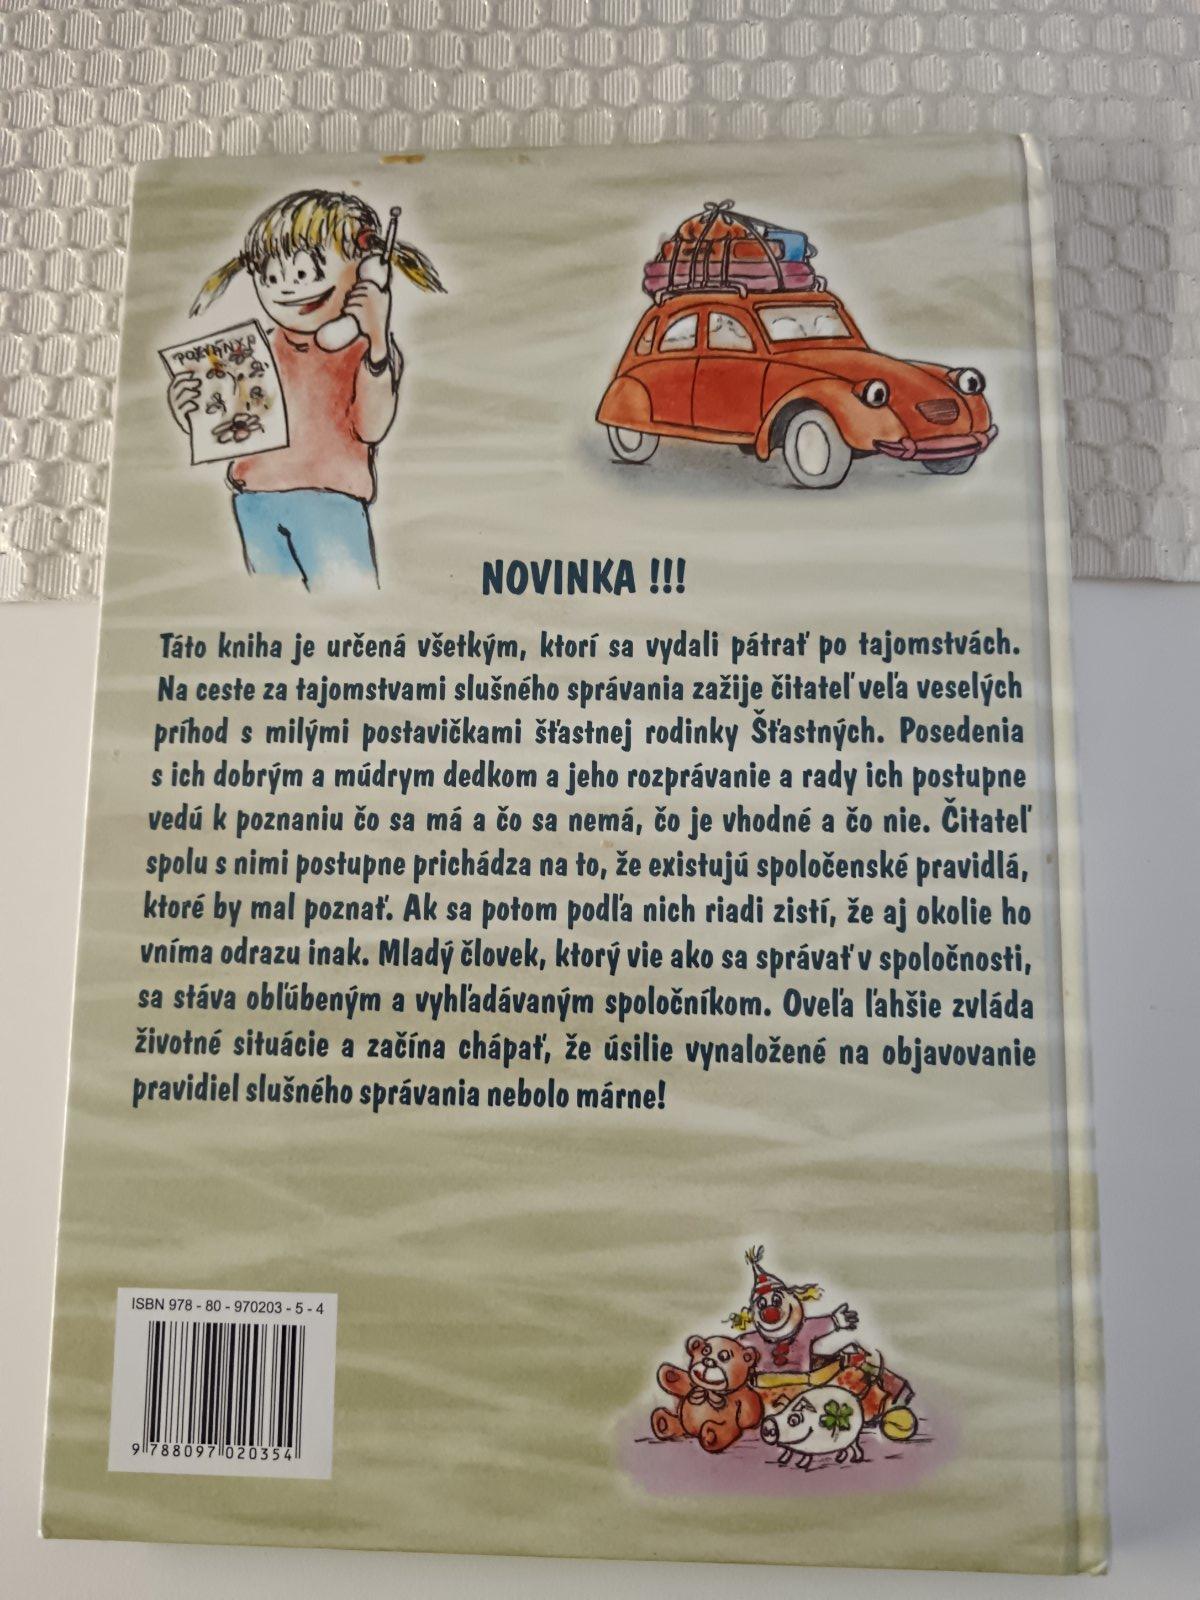 POZVÁNKA
NOVINKA !!!
Táto kniha je určená všetkým, ktorí sa vydali pátrať po tajomstvách.
Na ceste za tajomstvami slušného správania zažije čitateľ veľa veselých
príhod s milými postavičkami šťastnej rodinky Šťastných. Posedenia
s ich dobrým a múdrym dedkom a jeho rozprávanie a rady ich postupne
vedú k poznaniu čo sa má a čo sa nemá, čo je vhodné a čo nie. Čitateľ
spolu s nimi postupne prichádza na to, že existujú spoločenské pravidlá,
ktoré by mal poznať. Ak sa potom podľa nich riadi zistí, že aj okolie ho
vníma odrazu inak. Mladý človek, ktorý vie ako sa správať v spoločnosti,
sa stáva obľúbeným a vyhľadávaným spoločníkom. Oveľa ľahšie zvláda
životné situácie a začína chápať, že úsilie vynaložené na objavovanie
pravidiel slušného správania nebolo márne!
ISBN 978 - 80 - 970203 - 5 - 4
9 788097 020354